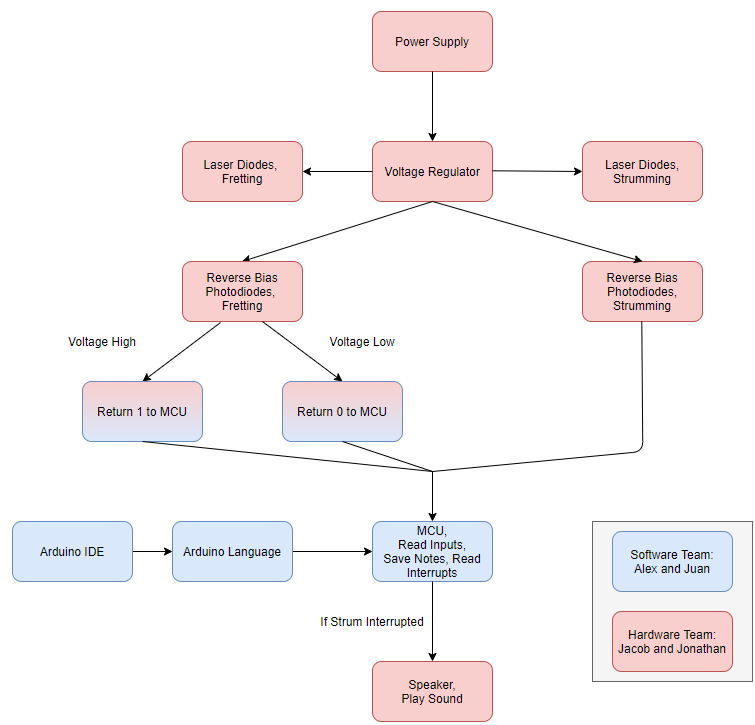 Power Supply
Laser Diodes,
Fretting
Voltage Regulator
Laser Diodes,
Strumming
Reverse Bias
Photodiodes,
Fretting
Reverse Bias
Photodiodes,
Strumming
Voltage High
Voltage Low
Return 1 to MCU
Return 0 to MCU
Arduino IDE
Arduino Language
MCU,
Read Inputs,
Save Notes, Read
Interrupts
Software Team:
Alex and Juan
If Strum Interrupted
Hardware Team:
Jacob and Jonathan
Speaker,
Play Sound